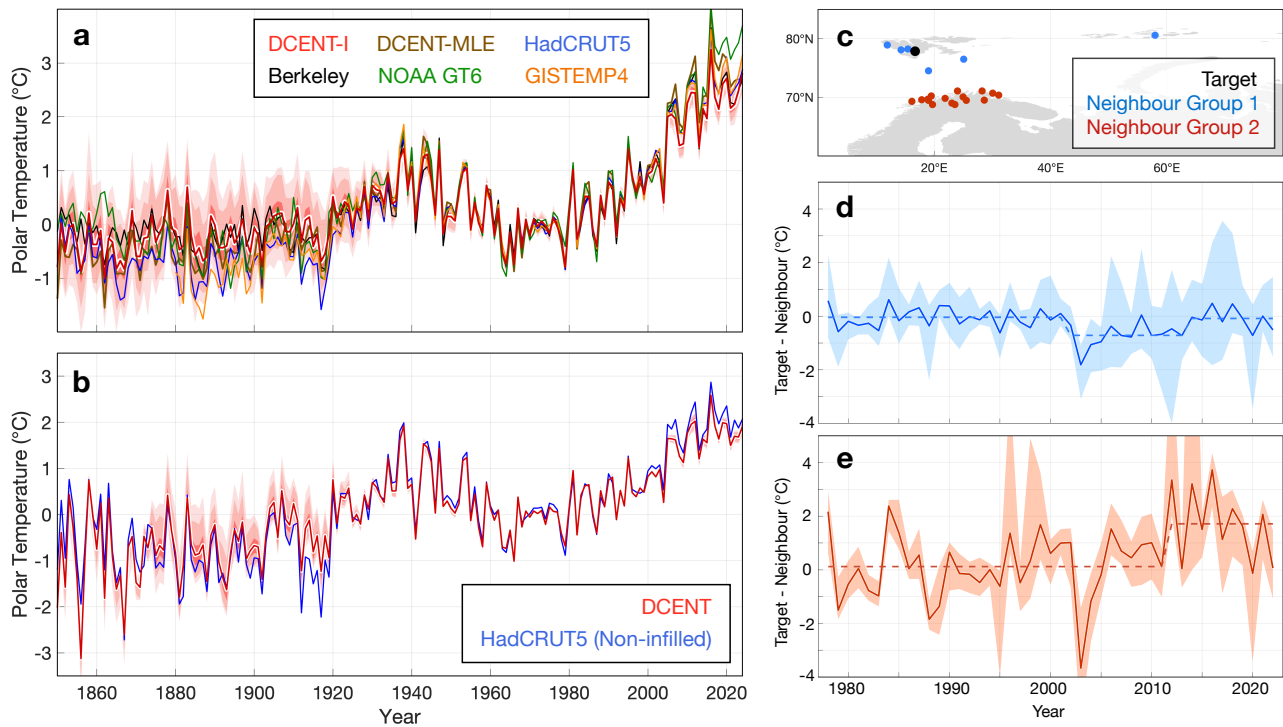 a
DCENT-I DCENT-MLE HadCRUT5
Berkeley NOAA GT6 GISTEMP4
Polar Temperature (°C)
3
2
1
0
-1
b
DCENT
HadCRUT5 (Non-infilled)
Polar Temperature (°C)
3
2
1
0
-1
-2
-3
1860 1880 1900 1920 1940 1960 1980 2000 2020
Year
c
80°N
70°N
20°E 40°E 60°E
Target
Neighbour Group 1
Neighbour Group 2
d
Target - Neighbour (°C)
4
2
0
-2
-4
e
Target - Neighbour (°C)
4
2
0
-2
-4
1980 1990 2000 2010 2020
Year